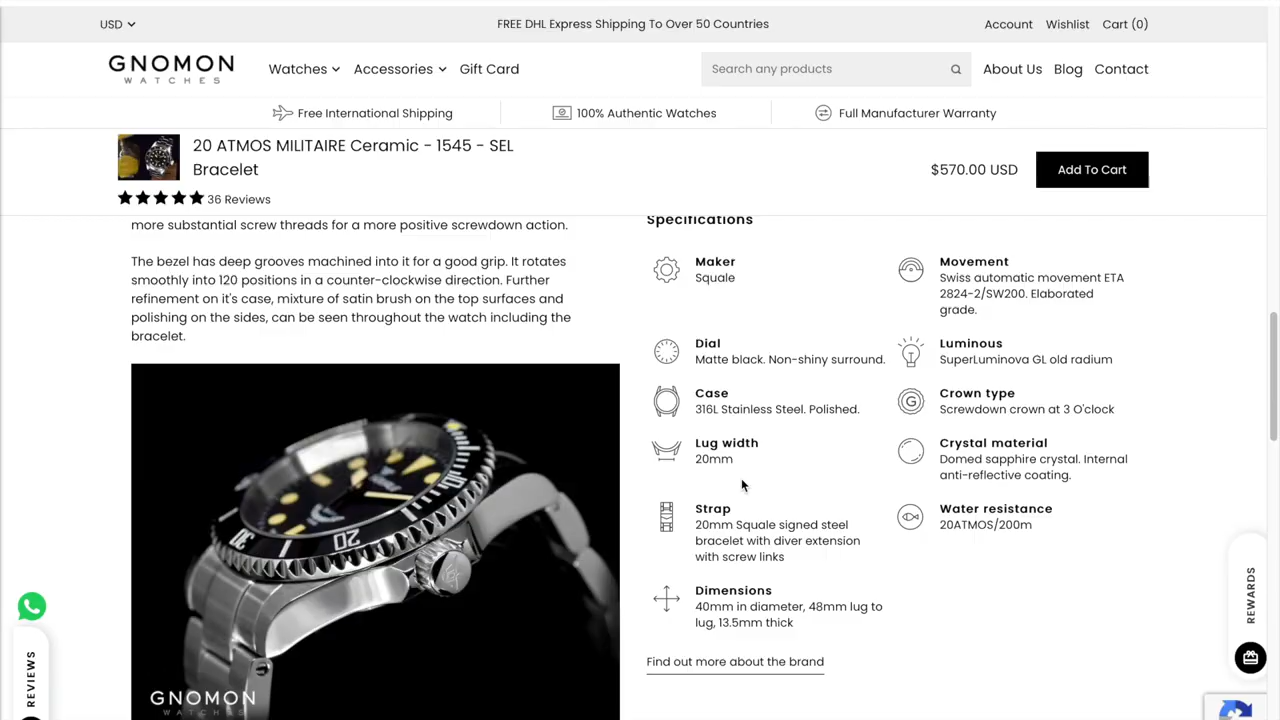 USD
FREE DHL Express Shipping To Over 50 Countries
Account Wishlist Cart (0)
GNOMON
WATCHES
Watches Accessories Gift Card
Search any products
About Us Blog Contact
Free International Shipping
100% Authentic Watches
Full Manufacturer Warranty
20 ATMOS MILITAIRE Ceramic - 1545 - SEL
Bracelet
36 Reviews
$570.00 USD
Add To Cart
more substantial screw threads for a more positive screwdown action.
The bezel has deep grooves machined into it for a good grip. It rotates
smoothly into 120 positions in a counter-clockwise direction. Further
refinement on it's case, mixture of satin brush on the top surfaces and
polishing on the sides, can be seen throughout the watch including the
bracelet.
20
30
GNOMON
WATCHES
Specifications
Maker
Squale
Movement
Swiss automatic movement ETA
2824-2/SW200. Elaborated
grade.
Dial
Matte black. Non-shiny surround.
Luminous
SuperLuminova GL old radium
Case
316L Stainless Steel. Polished.
Crown type
Screwdown crown at 3 O'clock
Lug width
20mm
Crystal material
Domed sapphire crystal. Internal
anti-reflective coating.
Strap
20mm Squale signed steel
bracelet with diver extension
with screw links
Water resistance
20ATMOS/200m
Dimensions
40mm in diameter, 48mm lug to
lug, 13.5mm thick
Find out more about the brand
REVIEWS
REWARDS